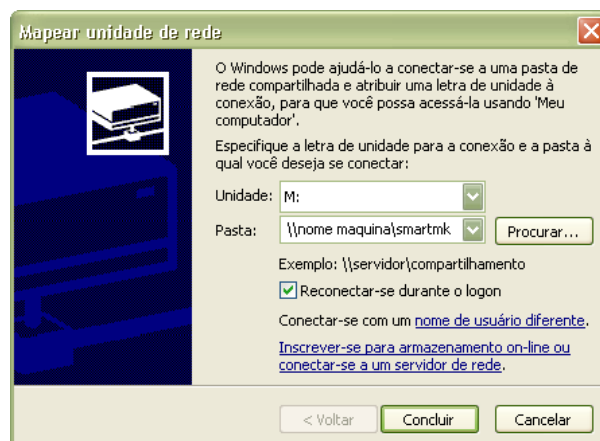 Mapear unidade de rede
O Windows pode ajudá-lo a conectar-se a uma pasta de
rede compartilhada e atribuir uma letra de unidade à
conexão, para que você possa acessá-la usando 'Meu
computador'.
Especifique a letra de unidade para a conexão e a pasta à
qual você deseja se conectar:
Unidade: M:
Pasta: \\nome maquina\smartmk Procurar...
Exemplo: \\servidor\compartilhamento
Reconectar-se durante o logon
Conectar-se com um nome de usuário diferente.
Inscrever-se para armazenamento on-line ou
conectar-se a um servidor de rede.
< Voltar Concluir Cancelar